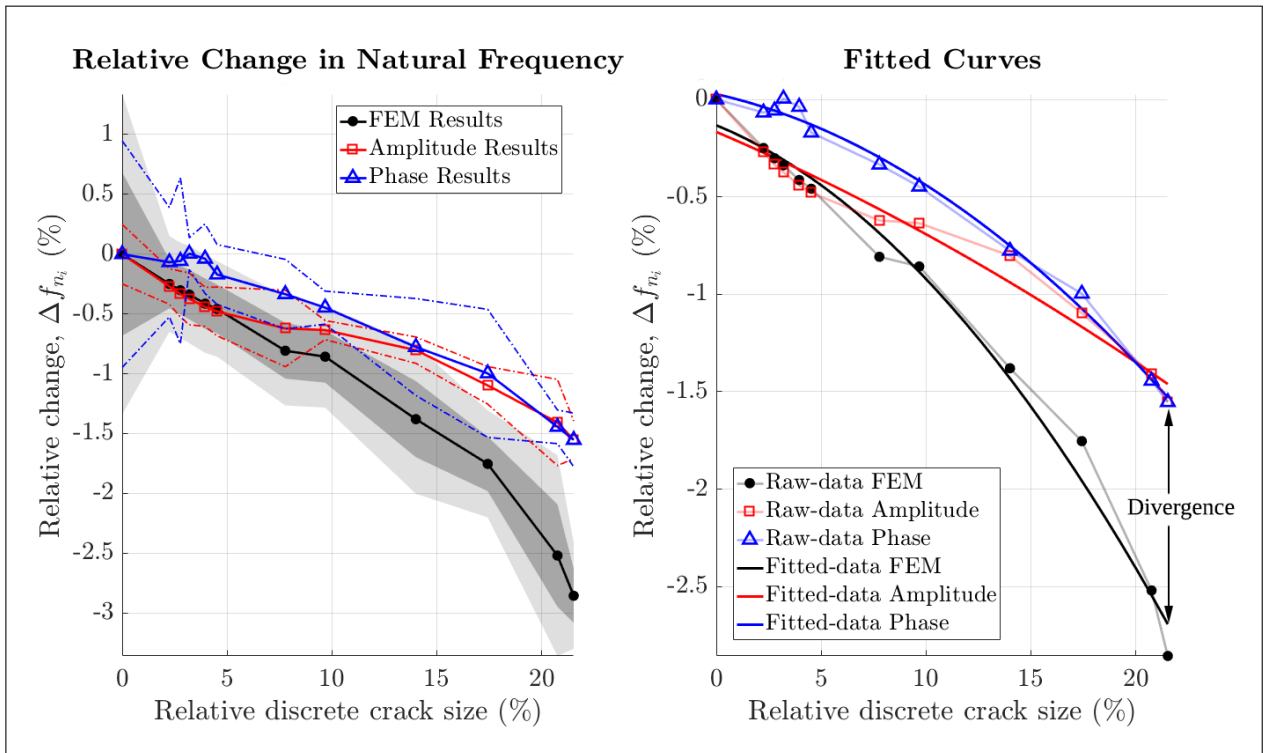 Relative Change in Natural Frequency
FEM Results
Amplitude Results
Phase Results
1
0.5
0
-0.5
-1
-1.5
-2
-2.5
-3
Relative change, Δf_{n_i} (%)
0 5 10 15 20
Relative discrete crack size (%)
Fitted Curves
0
-0.5
-1
-1.5
-2
-2.5
Relative change, Δf_{n_i} (%)
Raw-data FEM
Raw-data Amplitude
Raw-data Phase
Fitted-data FEM
Fitted-data Amplitude
Fitted-data Phase
Divergence
0 5 10 15 20
Relative discrete crack size (%)